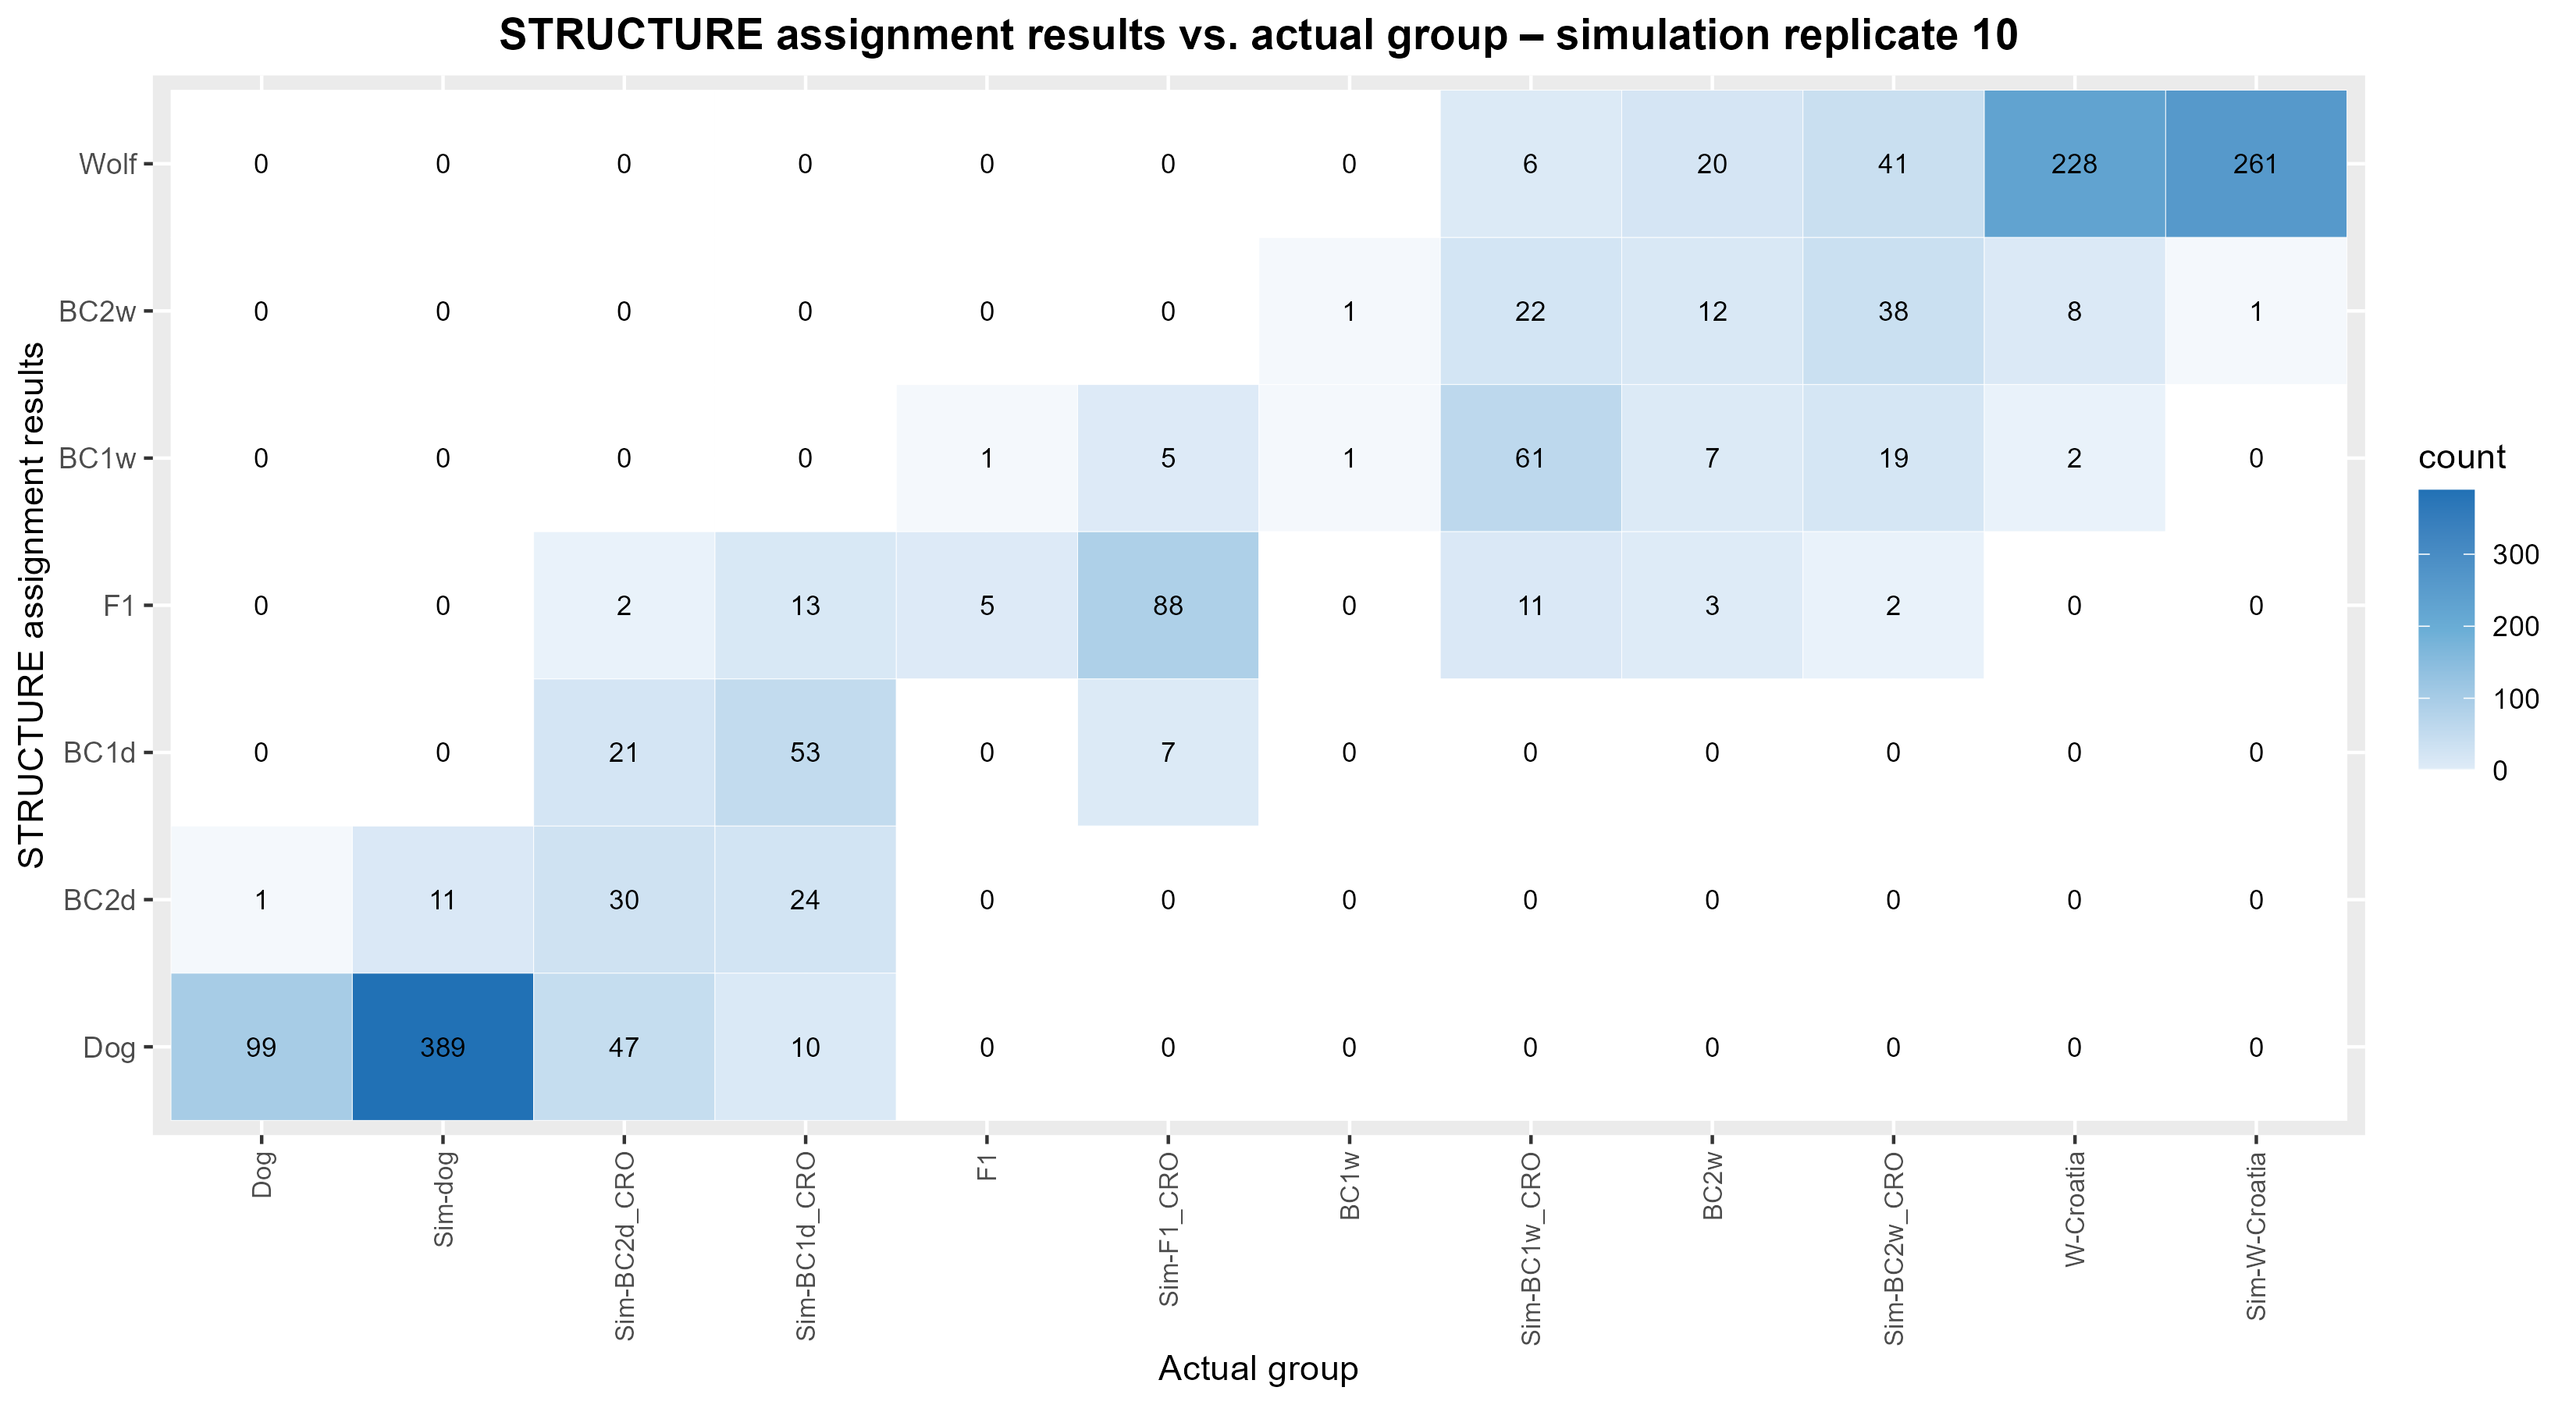 STRUCTURE assignment results vs. actual group – simulation replicate 10
STRUCTURE assignment results
Wolf 0 0 0 0 0 0 0 6 20 41 228 261
BC2w 0 0 0 0 0 0 1 22 12 38 8 1
BC1w 0 0 0 0 1 5 1 61 7 19 2 0
F1 0 0 2 13 5 88 0 11 3 2 0 0
BC1d 0 0 21 53 0 7 0 0 0 0 0 0
BC2d 1 11 30 24 0 0 0 0 0 0 0 0
Dog 99 389 47 10 0 0 0 0 0 0 0 0
Dog
Sim-dog
Sim-BC2d_CRO
Sim-BC1d_CRO
F1
Sim-F1_CRO
BC1w
Sim-BC1w_CRO
BC2w
Sim-BC2w_CRO
W-Croatia
Sim-W-Croatia
Actual group
count
300
200
100
0